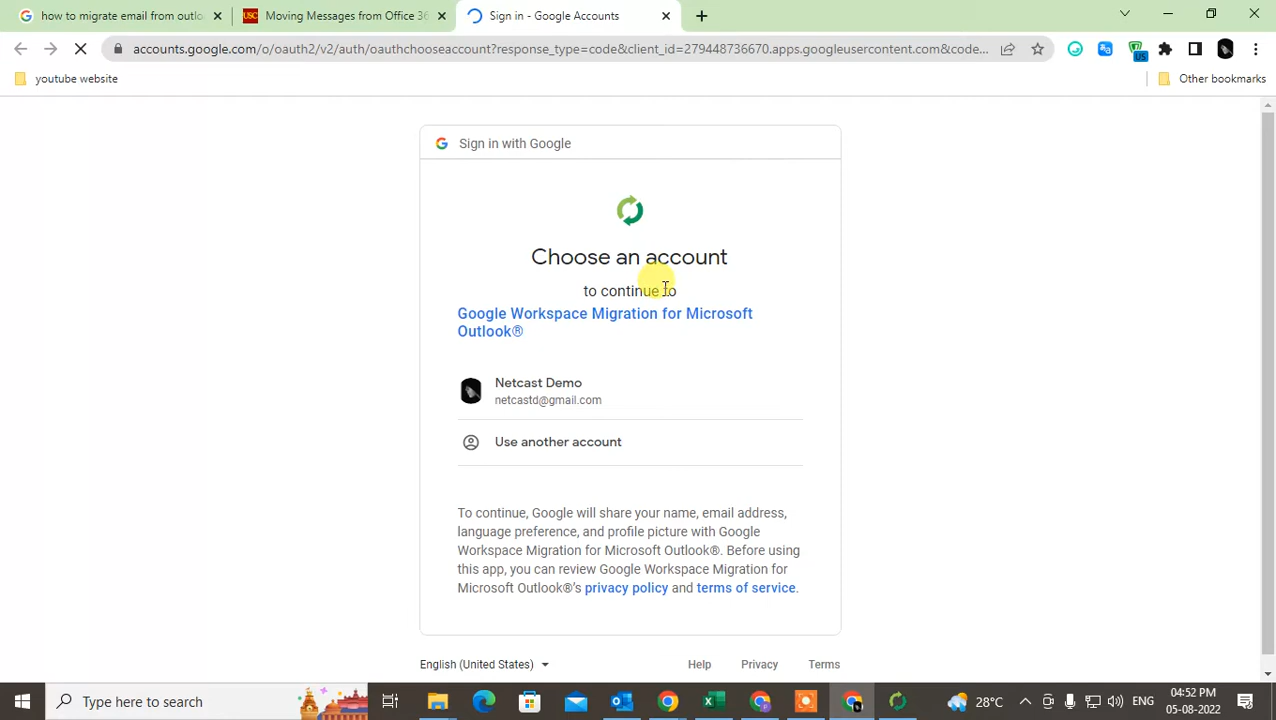 how to migrate email from outlo
Moving Messages from Office 36
Sign in - Google Accounts
accounts.google.com/o/oauth2/v2/auth/oauthchooseaccount?response_type=code&client_id=279448736670.apps.googleusercontent.com&code...
US
youtube website
Other bookmarks
Sign in with Google
Choose an account
to continue to
Google Workspace Migration for Microsoft
Outlook®
Netcast Demo
netcastd@gmail.com
Use another account
To continue, Google will share your name, email address,
language preference, and profile picture with Google
Workspace Migration for Microsoft Outlook®. Before using
this app, you can review Google Workspace Migration for
Microsoft Outlook®'s privacy policy and terms of service.
English (United States)
Help
Privacy
Terms
Type here to search
28°C
ENG
04:52 PM
05-08-2022